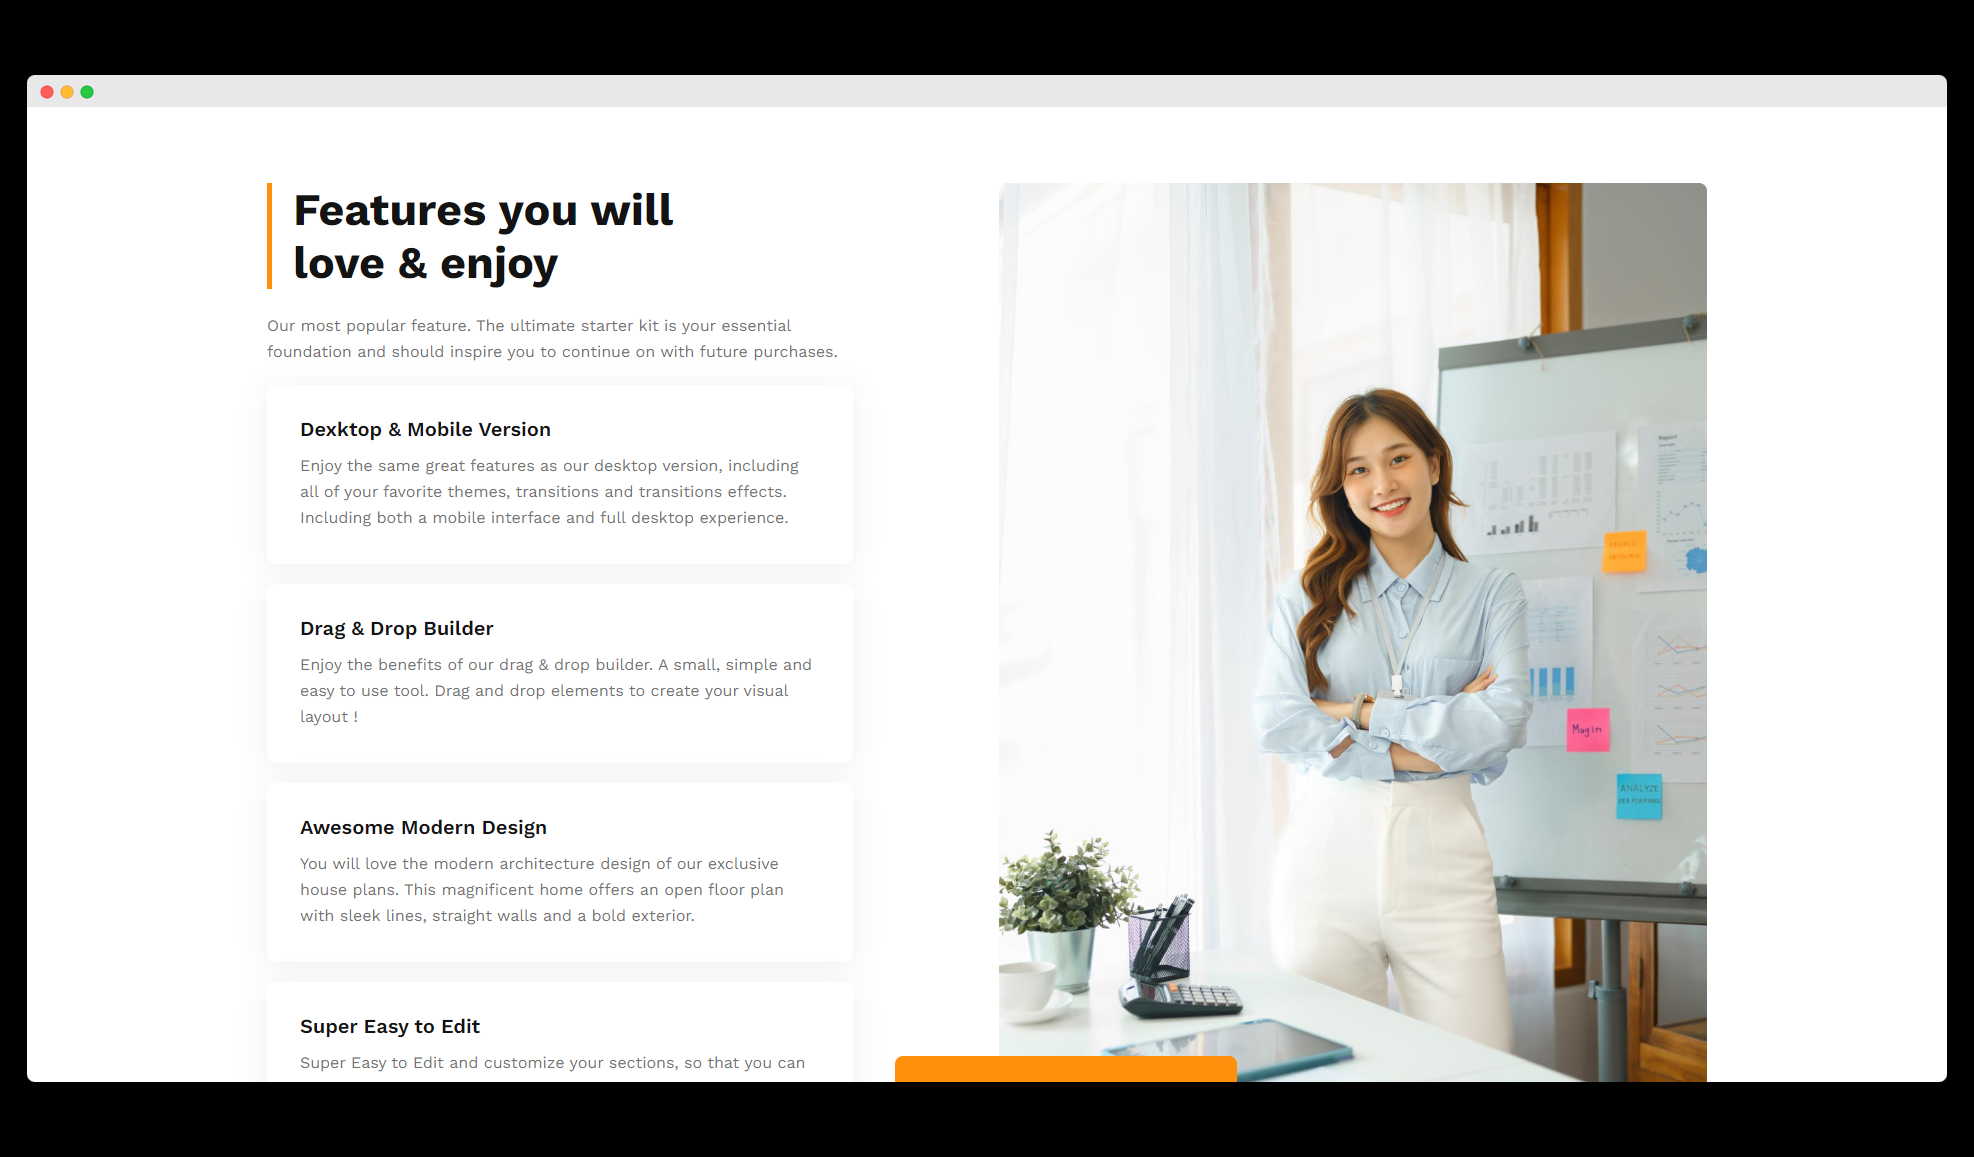 Features you will
love & enjoy
Our most popular feature. The ultimate starter kit is your essential
foundation and should inspire you to continue on with future purchases.
Dexktop & Mobile Version
Enjoy the same great features as our desktop version, including
all of your favorite themes, transitions and transitions effects.
Including both a mobile interface and full desktop experience.
Drag & Drop Builder
Enjoy the benefits of our drag & drop builder. A small, simple and
easy to use tool. Drag and drop elements to create your visual
layout !
Awesome Modern Design
You will love the modern architecture design of our exclusive
house plans. This magnificent home offers an open floor plan
with sleek lines, straight walls and a bold exterior.
Super Easy to Edit
Super Easy to Edit and customize your sections, so that you can
Report
Margin
ANALYZE